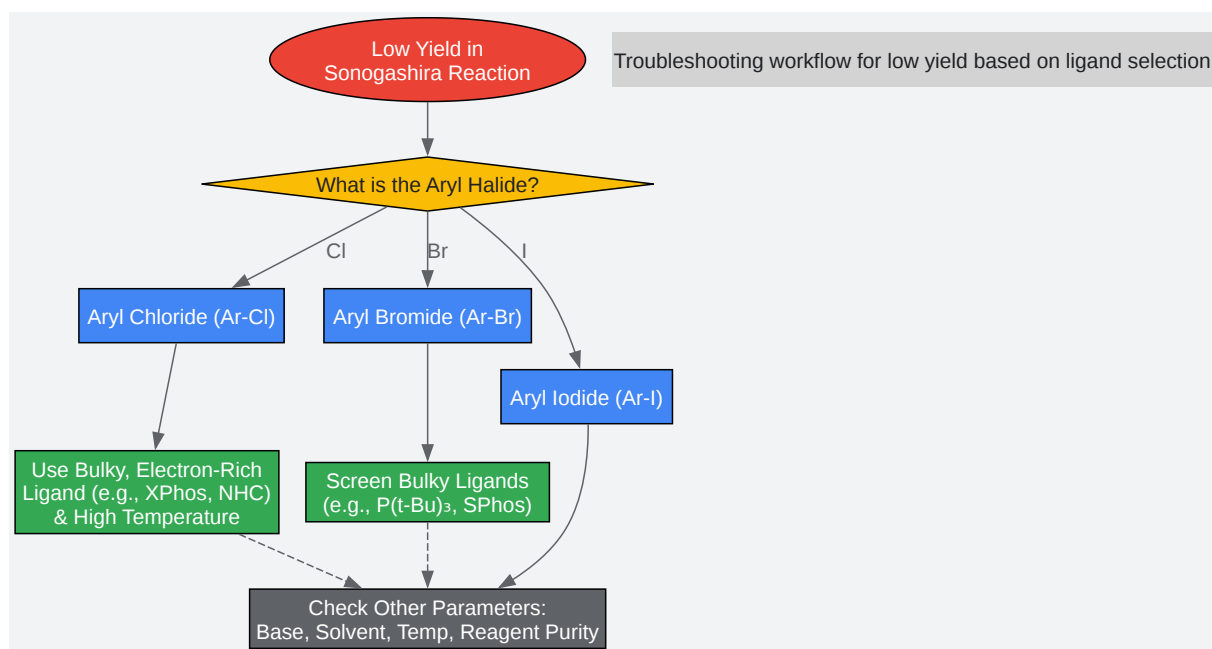 Low Yield in
Sonogashira Reaction
Troubleshooting workflow for low yield based on ligand selection
What is the Aryl Halide?
Cl
Br
I
Aryl Chloride (Ar-Cl)
Aryl Bromide (Ar-Br)
Aryl Iodide (Ar-I)
Use Bulky, Electron-Rich
Ligand (e.g., XPhos, NHC)
& High Temperature
Screen Bulky Ligands
(e.g., P(t-Bu)₃, SPhos)
Check Other Parameters:
Base, Solvent, Temp, Reagent Purity